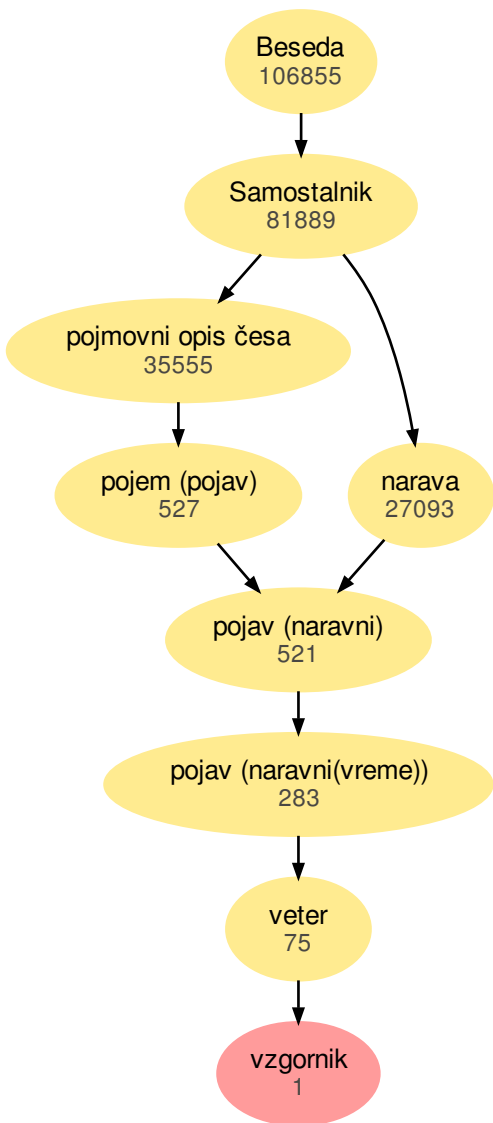 Beseda
106855
Samostalnik
81889
pojmovni opis česa
35555
pojem (pojav)
527
narava
27093
pojav (naravni)
521
pojav (naravni(vreme))
283
veter
75
vzgornik
1